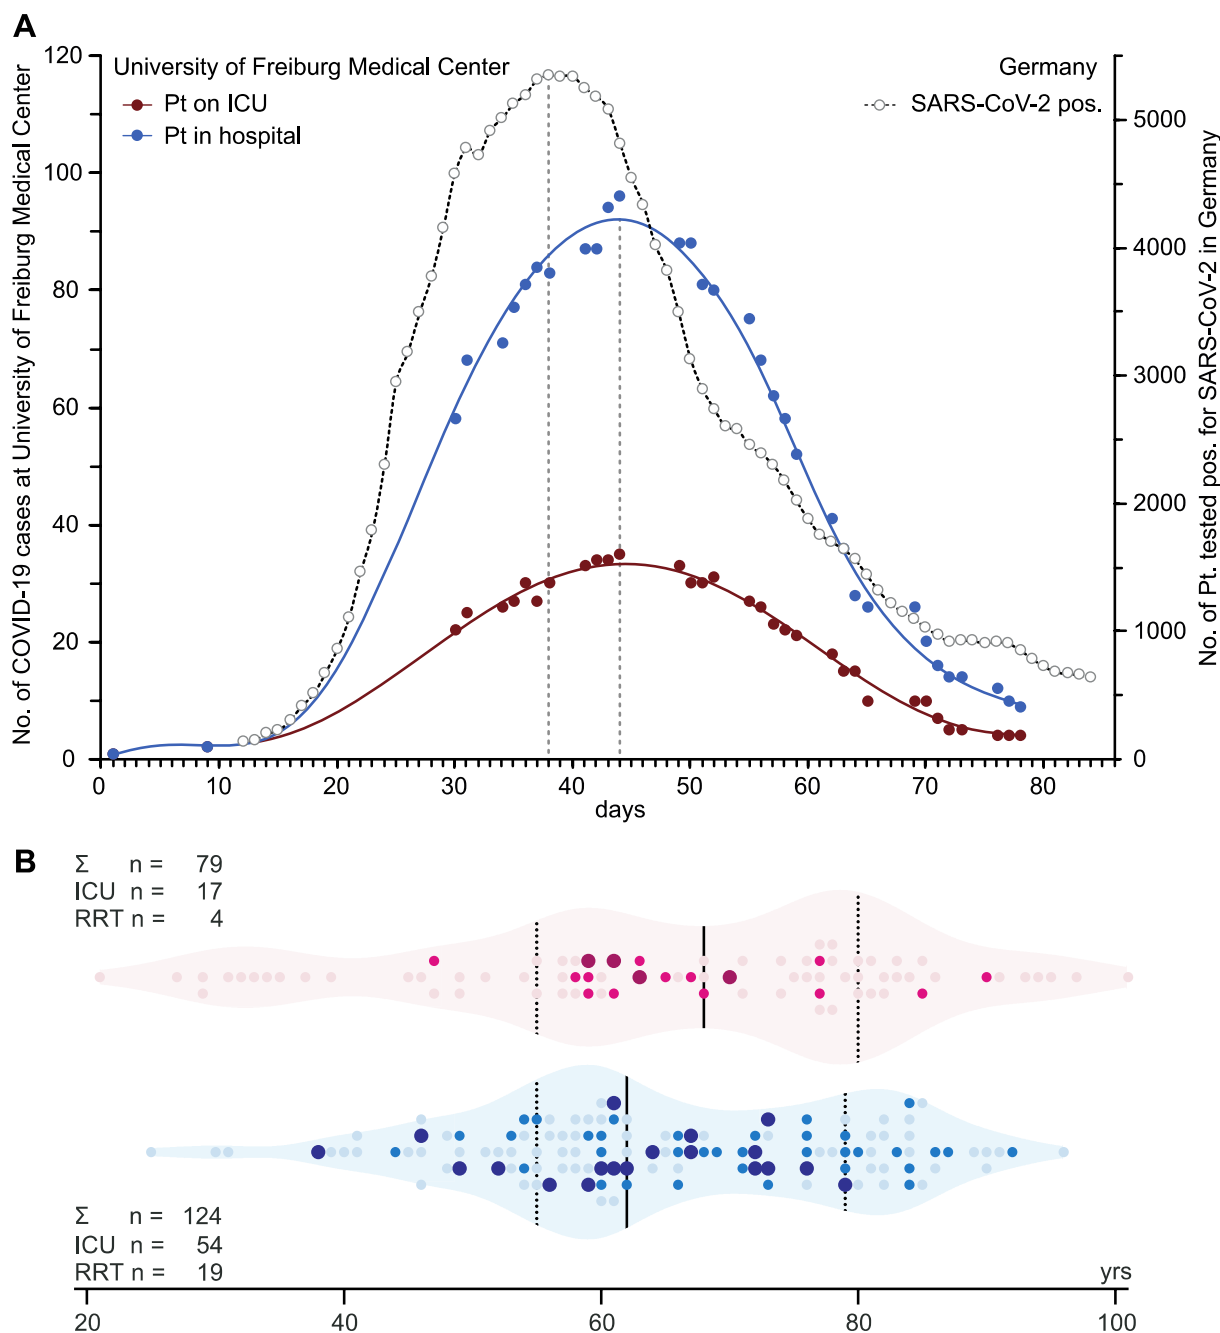 A
University of Freiburg Medical Center
Pt on ICU
Pt in hospital
Germany
SARS-CoV-2 pos.
No. of COVID-19 cases at University of Freiburg Medical Center
120
100
80
60
40
20
0
No. of Pt. tested pos. for SARS-CoV-2 in Germany
5000
4000
3000
2000
1000
0
0 10 20 30 40 50 60 70 80
days
B
Σ n = 79
ICU n = 17
RRT n = 4
Σ n = 124
ICU n = 54
RRT n = 19
yrs
20 40 60 80 100